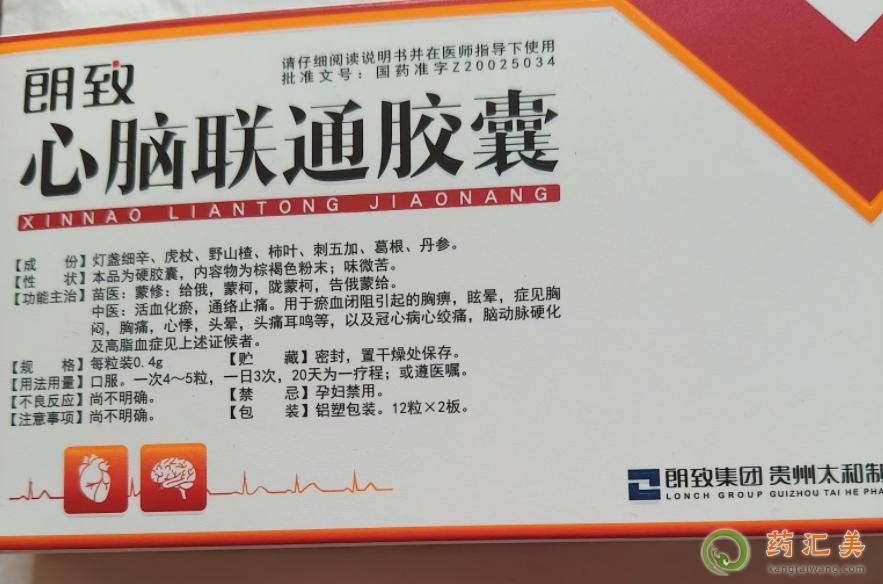 请仔细阅读说明书并在医师指导下使用
批准文号：国药准字Z20025034
朗致
心脑联通胶囊
XINNAO LIANTONG JIAONANG
【成 份】灯盏细辛、虎杖、野山楂、柿叶、刺五加、葛根、丹参。
【性 状】本品为硬胶囊，内容物为棕褐色粉末；味微苦。
【功能主治】苗医：蒙修：给俄，蒙柯，陇蒙柯，告俄蒙给。
中医：活血化瘀，通络止痛。用于瘀血闭阻引起的胸痹，眩晕，症见胸
闷，胸痛，心悸，头晕，头痛耳鸣等，以及冠心病心绞痛，脑动脉硬化
及高脂血症见上述证候者。
【规 格】每粒装0.4g 【贮 藏】密封，置干燥处保存。
【用法用量】口服。一次4～5粒，一日3次，20天为一疗程；或遵医嘱。
【不良反应】尚不明确。 【禁 忌】孕妇禁用。
【注意事项】尚不明确。 【包 装】铝塑包装。12粒×2板。
朗致集团 贵州太和制
LONCH GROUP GUIZHOU TAI HE PHA
药汇美
kangtaiwang.com